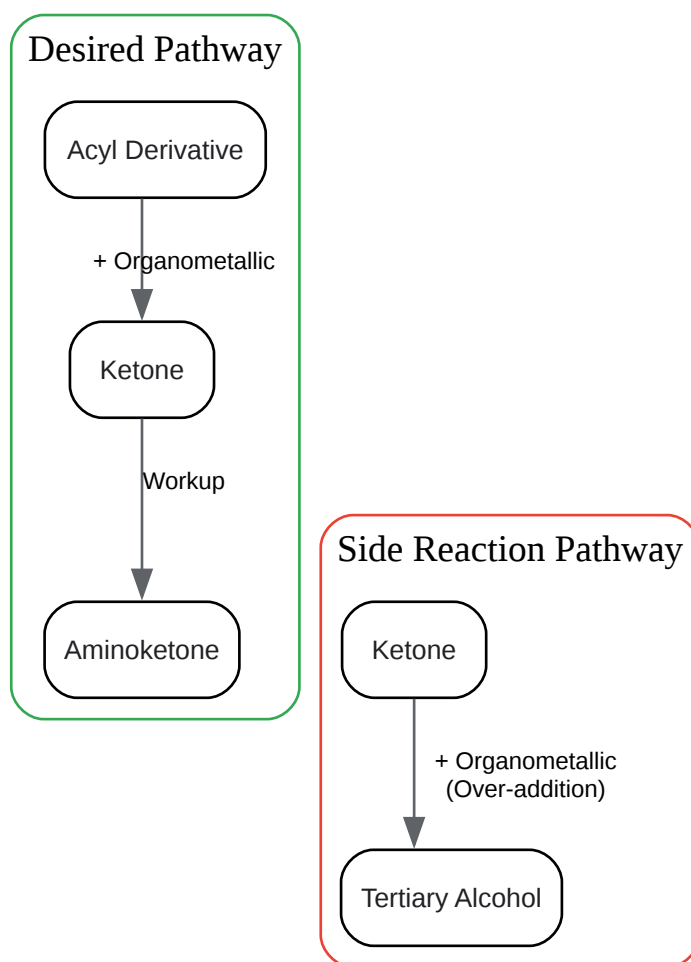 Desired Pathway
Acyl Derivative
+ Organometallic
Ketone
Workup
Aminoketone
Side Reaction Pathway
Ketone
+ Organometallic
(Over-addition)
Tertiary Alcohol